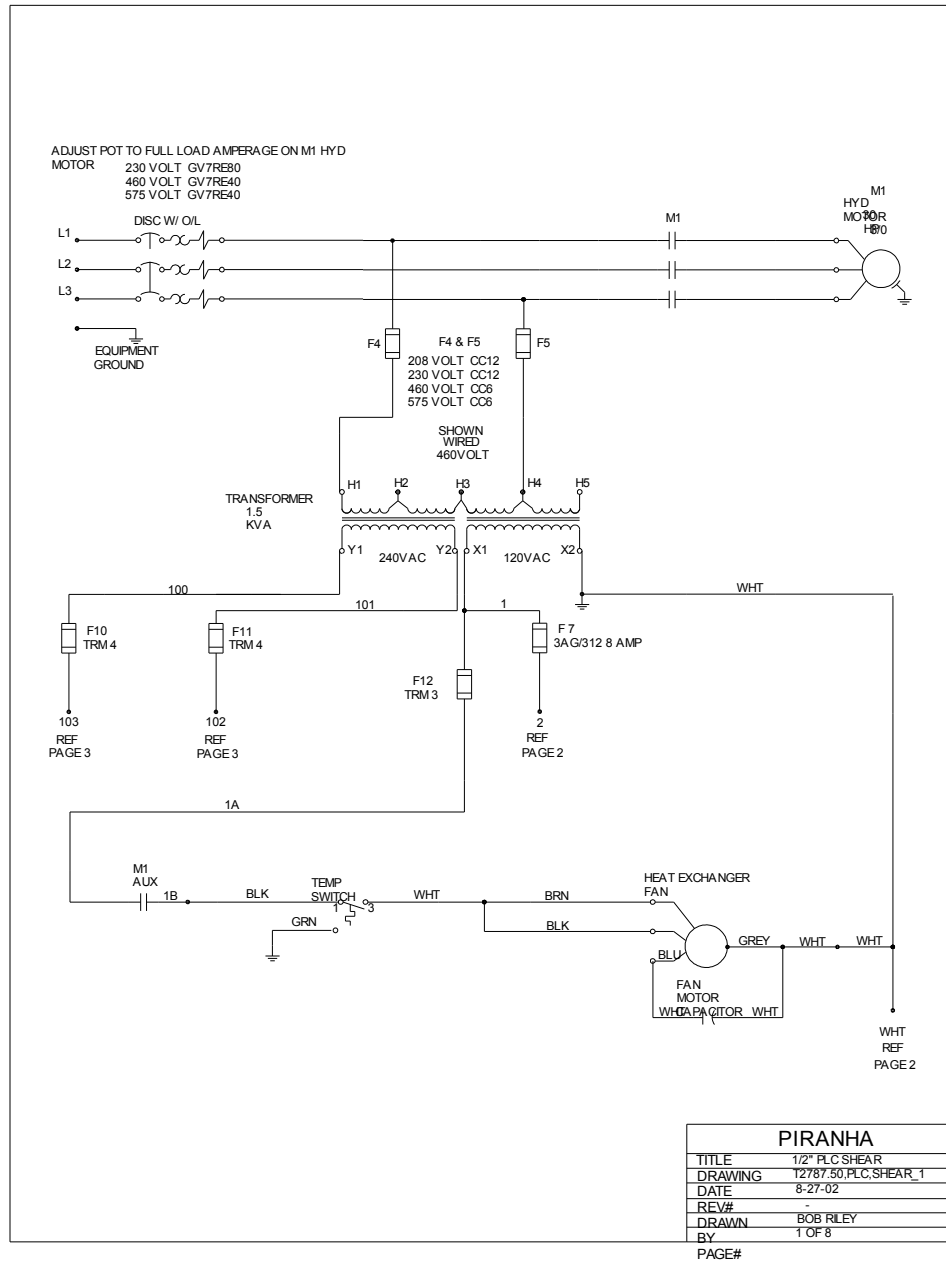 ADJUST POT TO FULL LOAD AMPERAGE ON M1 HYD
MOTOR
230 VOLT GV7RE80
460 VOLT GV7RE40
575 VOLT GV7RE40
DISC W/ O/L
L1
L2
L3
EQUIPMENT
GROUND
M1
M1
HYD
MOTOR
30
HP
F4
F4 & F5
208 VOLT CC12
230 VOLT CC12
460 VOLT CC6
575 VOLT CC6
F5
SHOWN
WIRED
460VOLT
TRANSFORMER
1.5
KVA
H1
H2
H3
H4
H5
Y1
240VAC
Y2
X1
120VAC
X2
100
101
1
WHT
F10
TRM 4
F11
TRM 4
F 7
3AG/312 8 AMP
F12
TRM 3
103
REF
PAGE 3
102
REF
PAGE 3
2
REF
PAGE 2
1A
M1
AUX
1B
BLK
TEMP
SWITCH
1
3
GRN
WHT
BRN
BLK
BLU
HEAT EXCHANGER
FAN
GREY
WHT
WHT
FAN
MOTOR
CAPACITOR
WHT
WHT
WHT
REF
PAGE 2
PIRANHA
TITLE 1/2" PLC SHEAR
DRAWING T2787.50,PLC,SHEAR_1
DATE 8-27-02
REV# -
DRAWN BOB RILEY
BY 1 OF 8
PAGE#